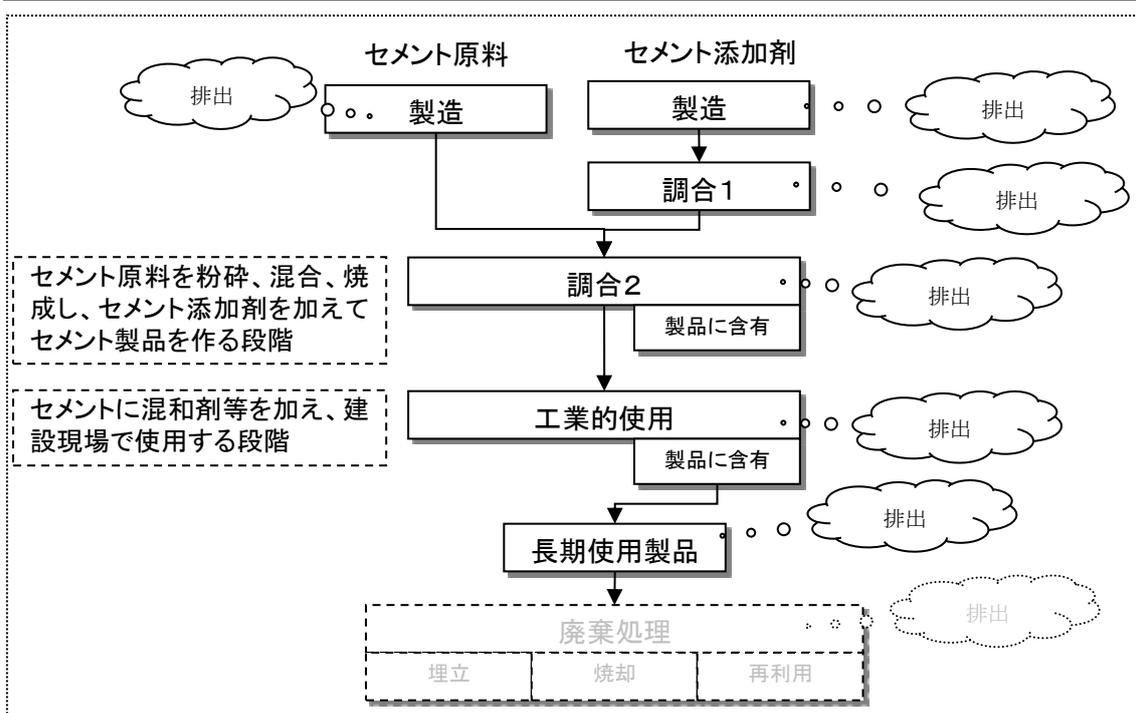 セメント原料
セメント添加剤
排出
製造
製造
排出
調合1
排出
セメント原料を粉砕、混合、焼
成し、セメント添加剤を加えて
セメント製品を作る段階
調合2
排出
製品に含有
セメントに混和剤等を加え、建
設現場で使用する段階
工業的使用
排出
製品に含有
長期使用製品
排出
廃棄処理
排出
埋立
焼却
再利用